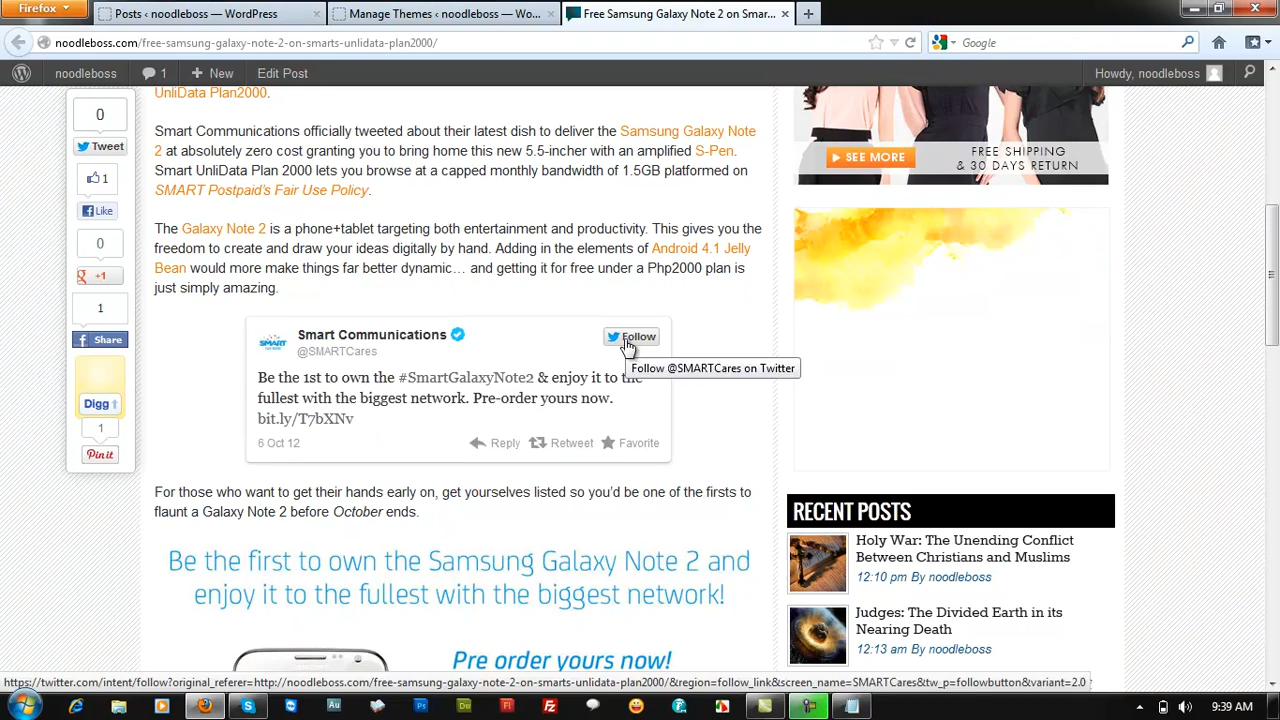 Firefox
Posts ‹ noodleboss — WordPress
Manage Themes ‹ noodleboss — Wo...
Free Samsung Galaxy Note 2 on Smar...
noodleboss.com/free-samsung-galaxy-note-2-on-smarts-unlidata-plan2000/
Google
noodleboss
1
New
Edit Post
Howdy, noodleboss
0
Tweet
1
Like
0
+1
1
Share
Digg
1
Pin it
UnliData Plan2000.
Smart Communications officially tweeted about their latest dish to deliver the Samsung Galaxy Note
2 at absolutely zero cost granting you to bring home this new 5.5-incher with an amplified S-Pen.
Smart UnliData Plan 2000 lets you browse at a capped monthly bandwidth of 1.5GB platformed on
SMART Postpaid's Fair Use Policy.
The Galaxy Note 2 is a phone+tablet targeting both entertainment and productivity. This gives you the
freedom to create and draw your ideas digitally by hand. Adding in the elements of Android 4.1 Jelly
Bean would more make things far better dynamic… and getting it for free under a Php2000 plan is
just simply amazing.
SMART
Smart Communications
@SMARTCares
Follow
Follow @SMARTCares on Twitter
Be the 1st to own the #SmartGalaxyNote2 & enjoy it to the
fullest with the biggest network. Pre-order yours now.
bit.ly/T7bXNv
6 Oct 12
Reply
Retweet
Favorite
For those who want to get their hands early on, get yourselves listed so you'd be one of the firsts to
flaunt a Galaxy Note 2 before October ends.
Be the first to own the Samsung Galaxy Note 2 and
enjoy it to the fullest with the biggest network!
Pre order yours now!
SEE MORE
FREE SHIPPING
& 30 DAYS RETURN
RECENT POSTS
Holy War: The Unending Conflict
Between Christians and Muslims
12:10 pm By noodleboss
Judges: The Divided Earth in its
Nearing Death
12:13 am By noodleboss
https://twitter.com/intent/follow?original_referer=http://noodleboss.com/free-samsung-galaxy-note-2-on-smarts-unlidata-plan2000/&region=follow_link&screen_name=SMARTCares&tw_p=followbutton&variant=2.0
Au
Ps
Dw
Fl
9:39 AM